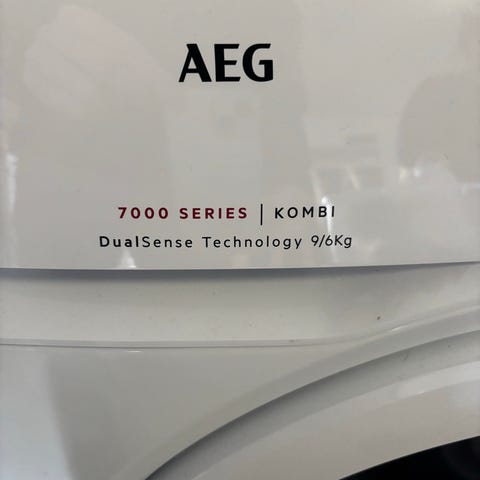 AEG
7000 SERIES | KOMBI
DualSense Technology 9/6Kg